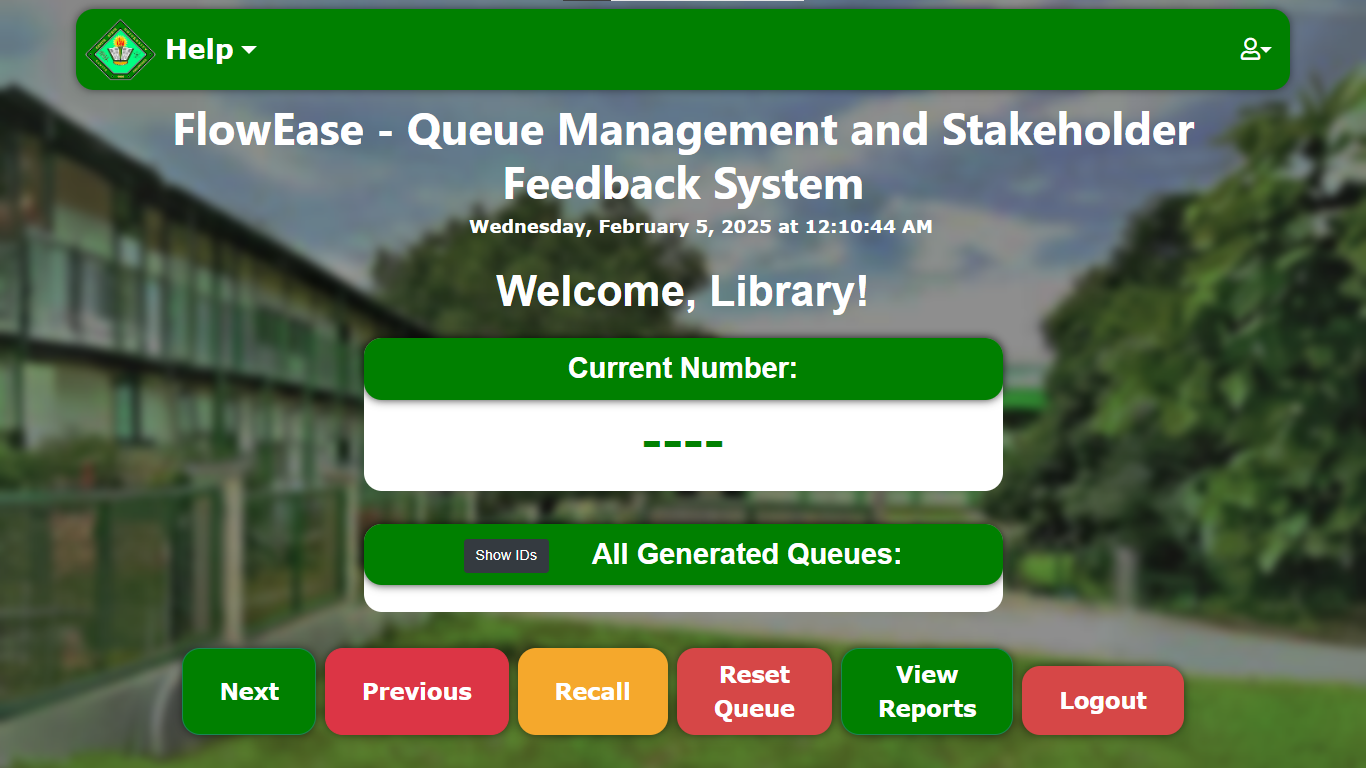 Help
FlowEase - Queue Management and Stakeholder
Feedback System
Wednesday, February 5, 2025 at 12:10:44 AM
Welcome, Library!
Current Number:
----
Show IDs
All Generated Queues:
Next
Previous
Recall
Reset
Queue
View
Reports
Logout